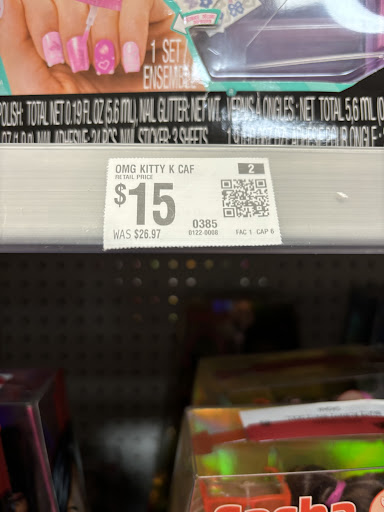 1 SET /
ENSEMBLE
POLISH: TOTAL NET 0.19 FL OZ (5.6 mL), NAIL GLITTER: NET WT.
VERNIS À ONGLES : NET TOTAL 5,6 mL
OMG KITTY K CAF
2
RETAIL PRICE
$15
WAS $26.97
0385
0122-0008
FAC 1 CAP 6